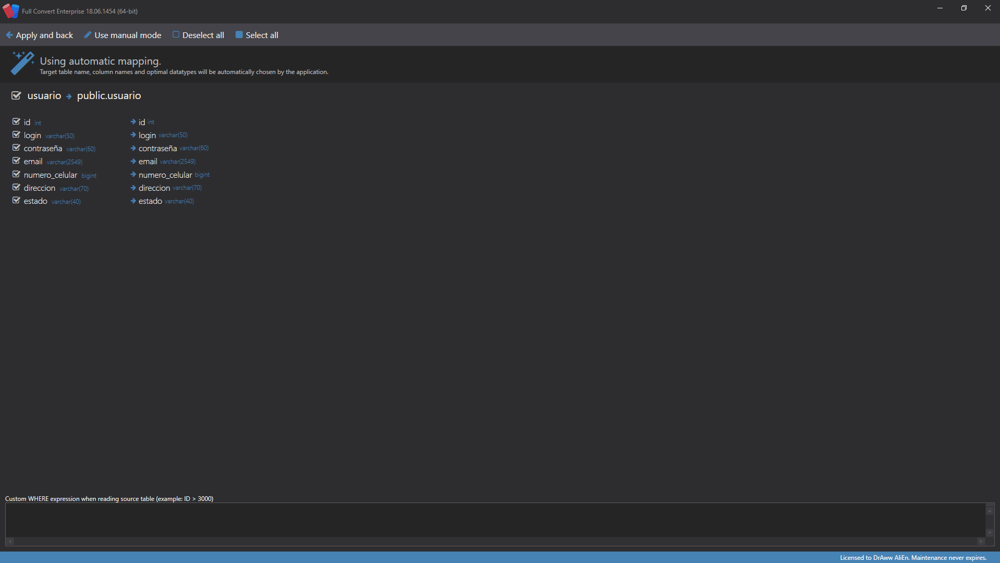 Full Convert Enterprise 18.06.1454 (64-bit)
Apply and back Use manual mode Deselect all Select all
Using automatic mapping.
Target table name, column names and optimal datatypes will be automatically chosen by the application.
usuario public.usuario
id int id int
login varchar(50) login varchar(50)
contraseña varchar(60) contraseña varchar(60)
email varchar(2549) email varchar(2549)
numero_celular bigint numero_celular bigint
direccion varchar(70) direccion varchar(70)
estado varchar(40) estado varchar(40)
Custom WHERE expression when reading source table (example: ID > 3000)
Licensed to DrAww AliEn. Maintenance never expires.